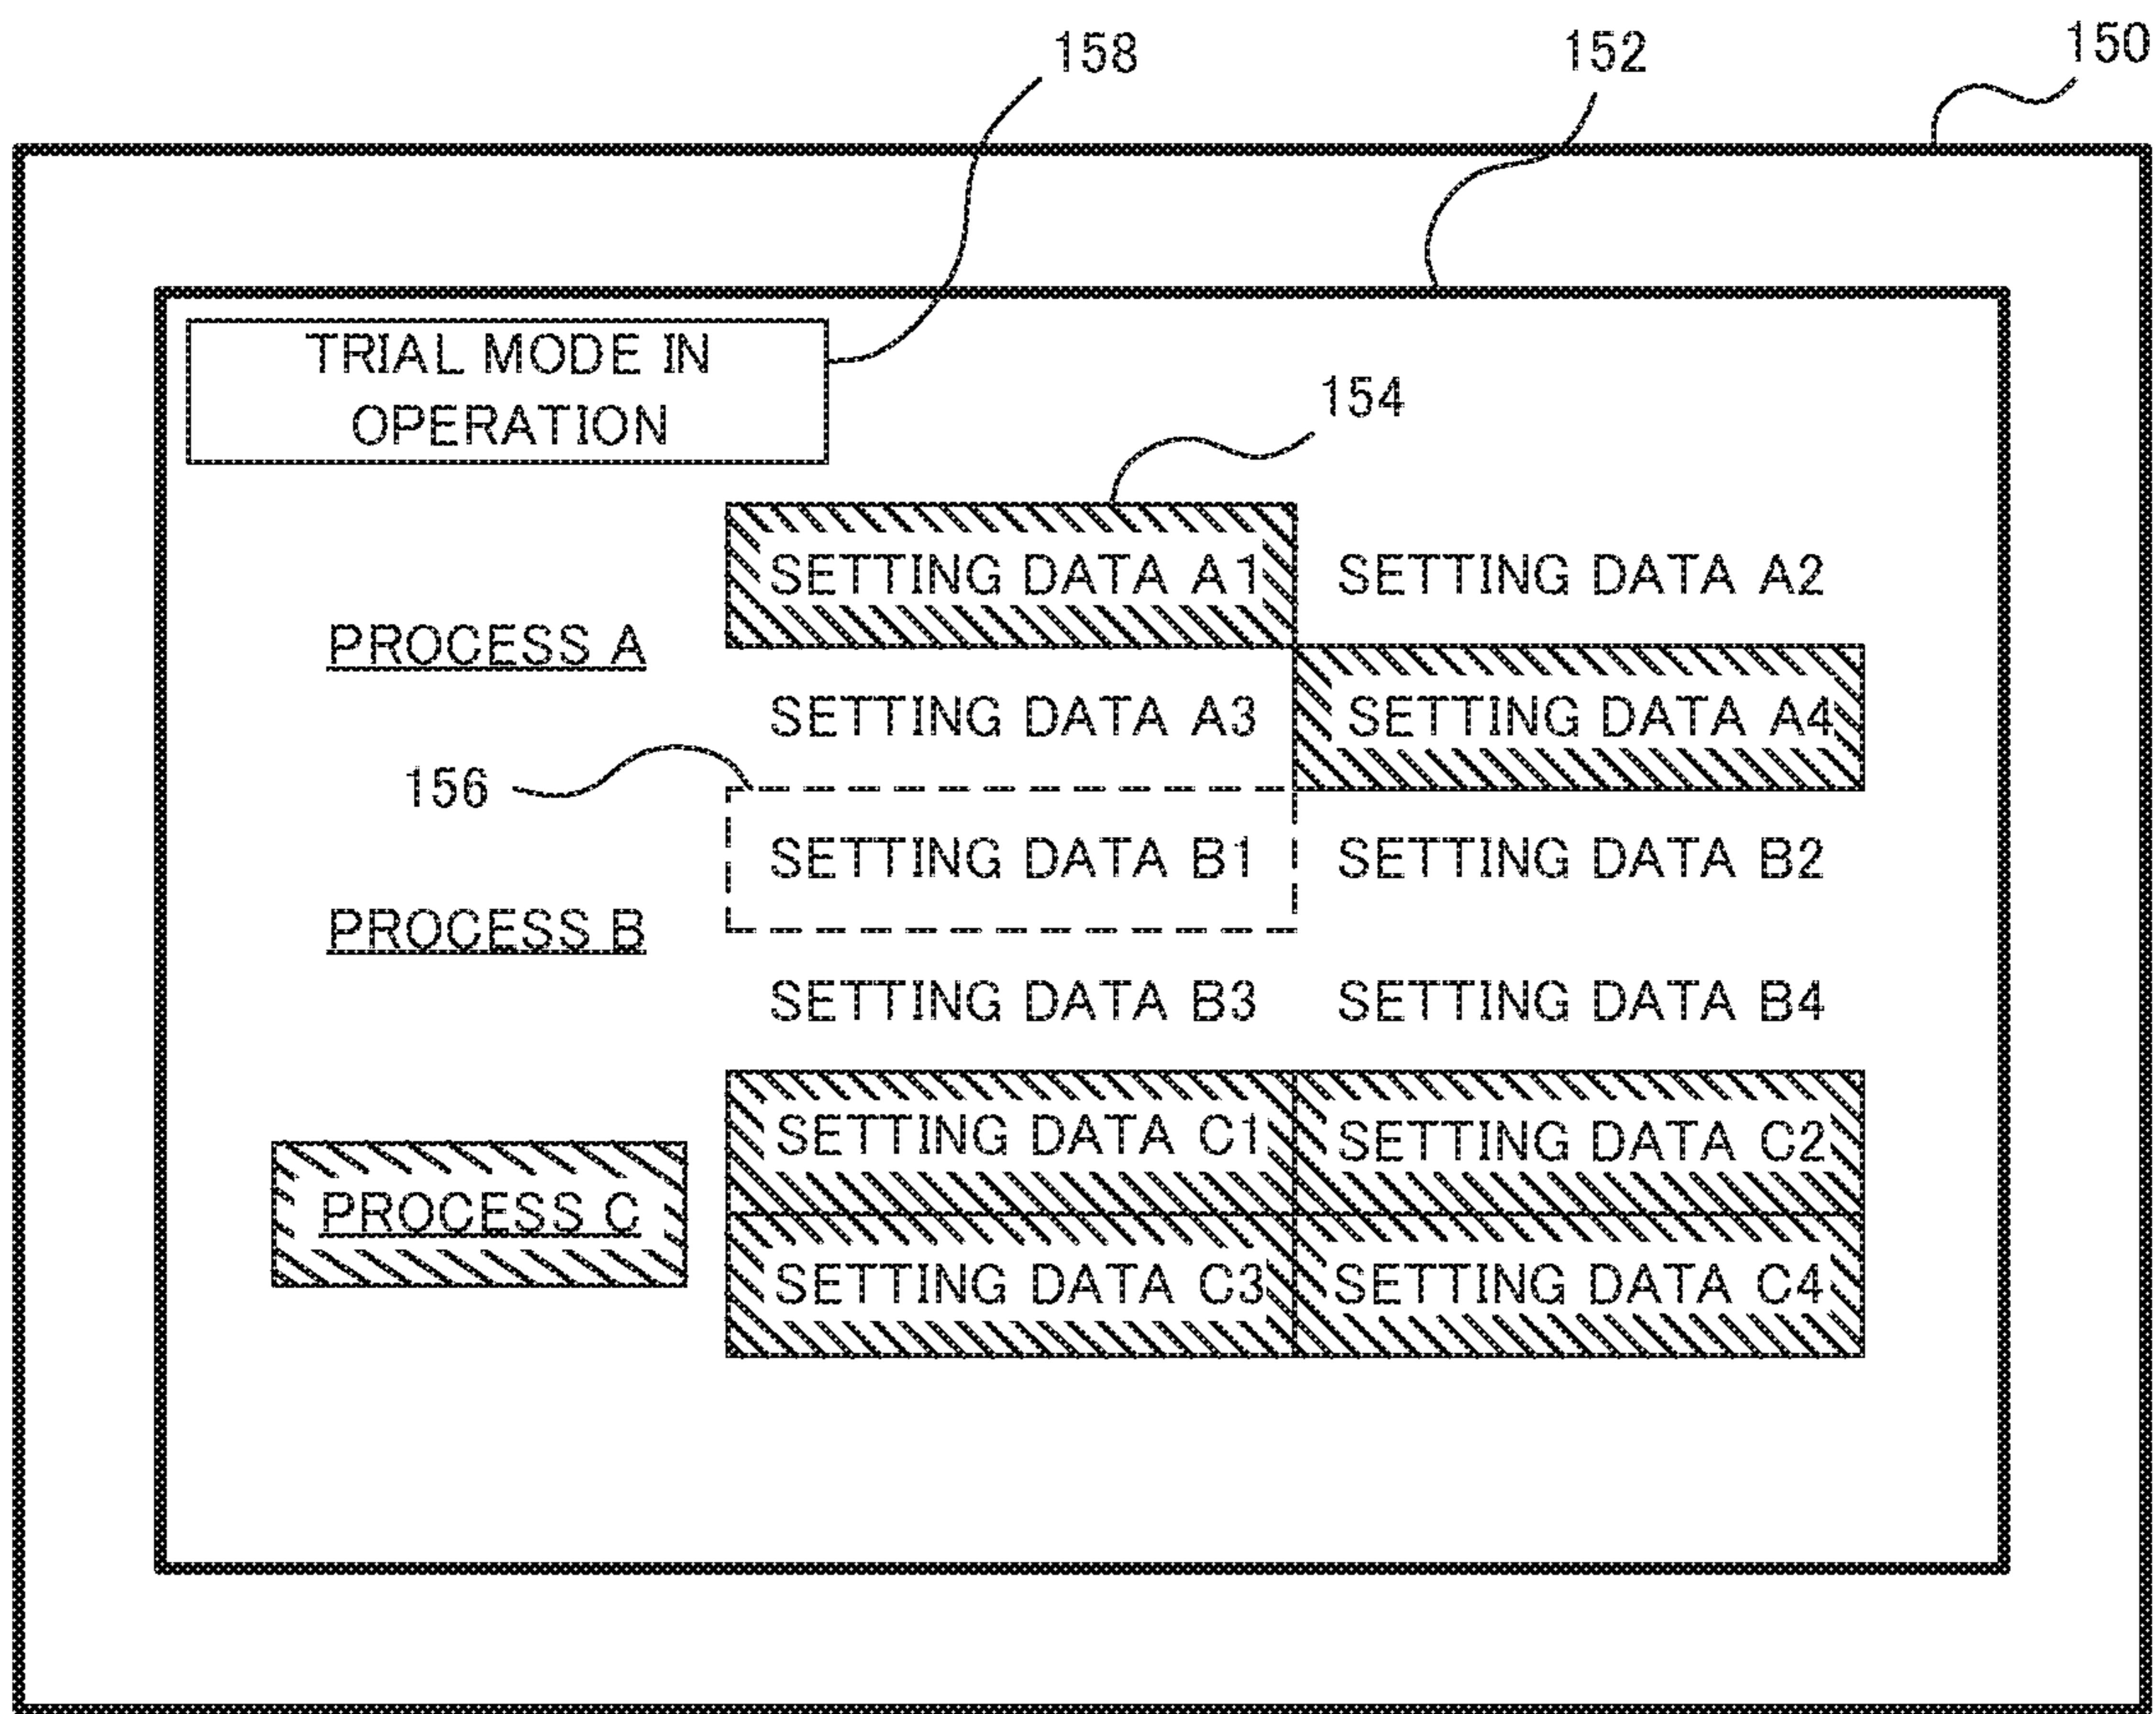 158
152
150
TRIAL MODE IN
OPERATION
154
SETTING DATA A1
SETTING DATA A2
PROCESS A
SETTING DATA A3
SETTING DATA A4
156
SETTING DATA B1
SETTING DATA B2
PROCESS B
SETTING DATA B3
SETTING DATA B4
SETTING DATA C1
SETTING DATA C2
PROCESS C
SETTING DATA C3
SETTING DATA C4